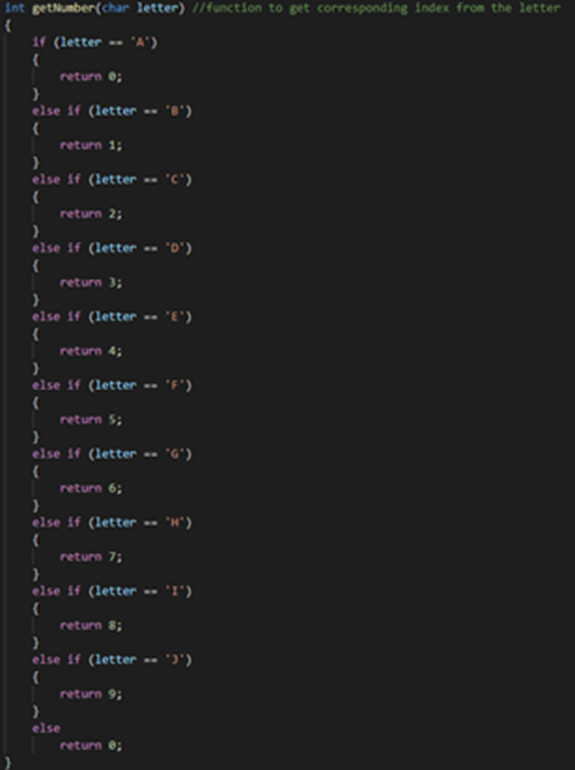 int getNumber(char letter) //function to get corresponding index from the letter
{
    if (letter == 'A')
    {
        return 0;
    }
    else if (letter == 'B')
    {
        return 1;
    }
    else if (letter == 'C')
    {
        return 2;
    }
    else if (letter == 'D')
    {
        return 3;
    }
    else if (letter == 'E')
    {
        return 4;
    }
    else if (letter == 'F')
    {
        return 5;
    }
    else if (letter == 'G')
    {
        return 6;
    }
    else if (letter == 'H')
    {
        return 7;
    }
    else if (letter == 'I')
    {
        return 8;
    }
    else if (letter == 'J')
    {
        return 9;
    }
    else
        return 0;
}